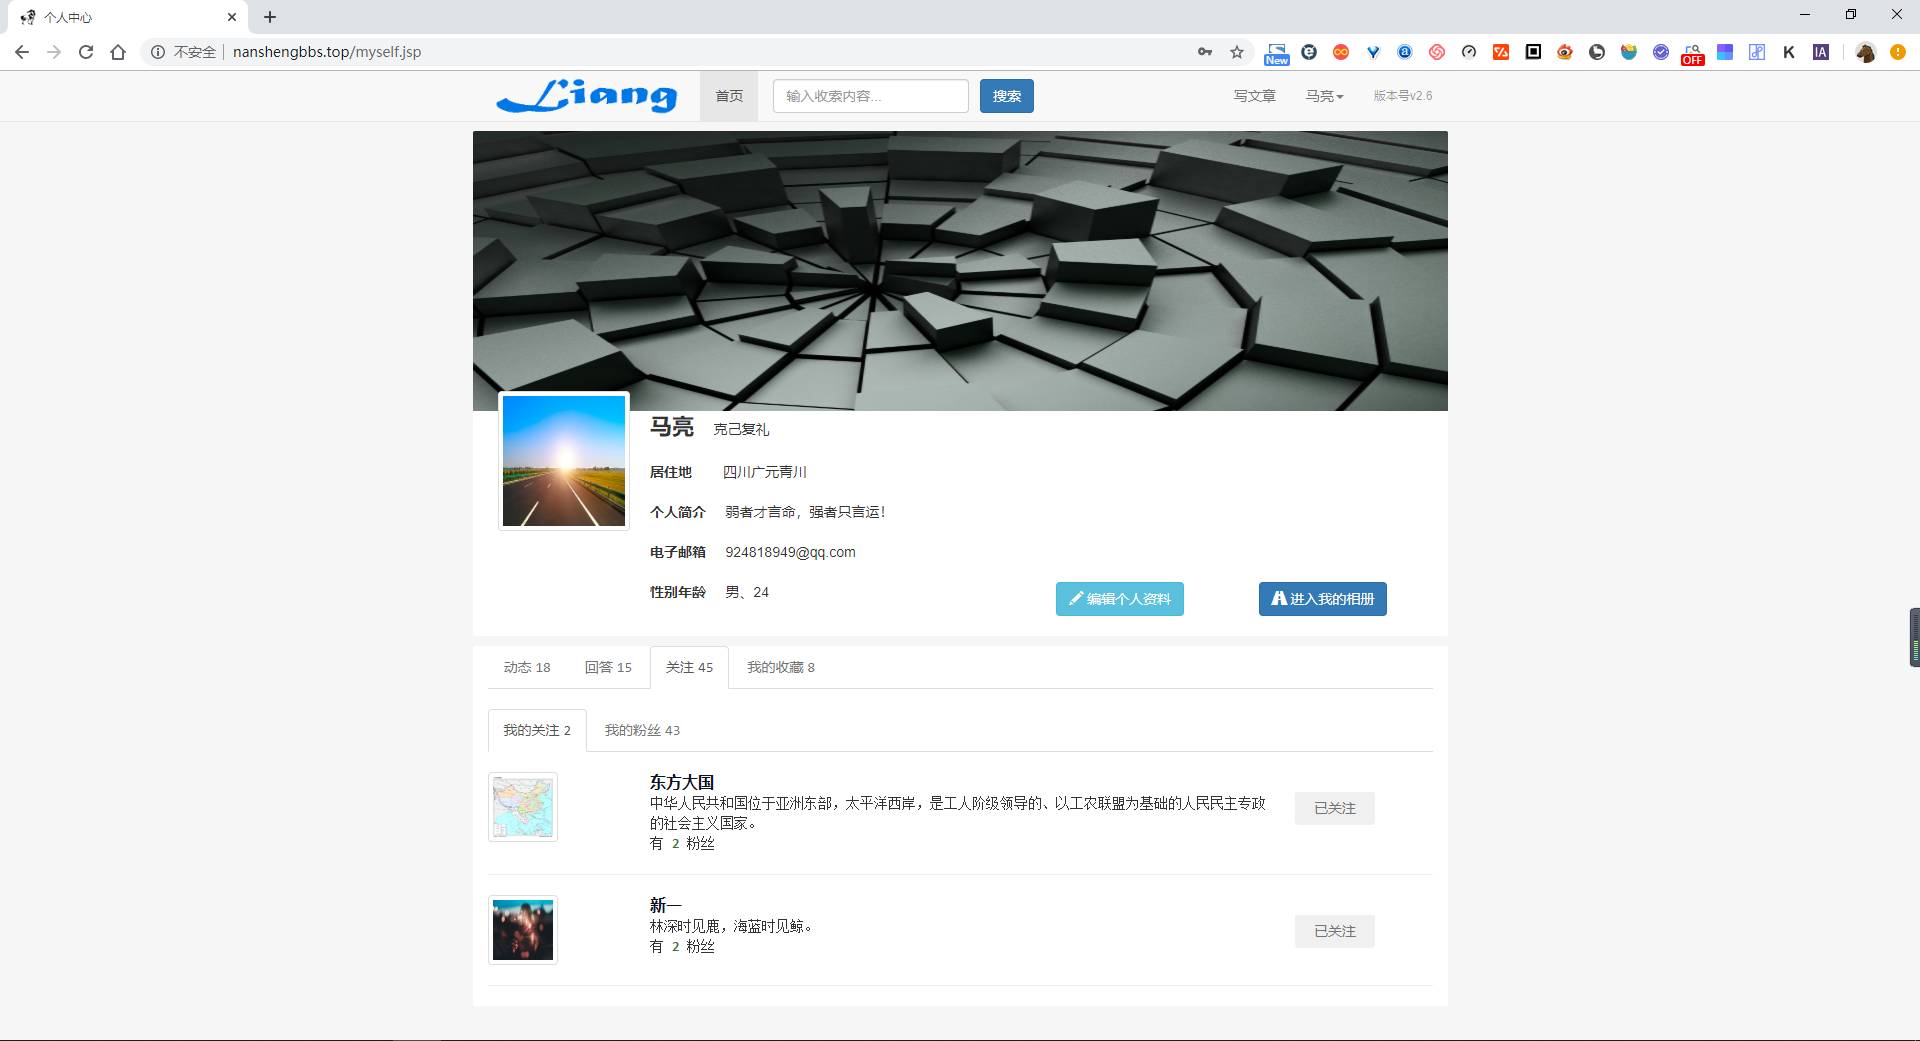 个人中心
不安全 nanshengbbs.top/myself.jsp
New
OFF
IA
Liang 首页 输入收索内容... 搜索 写文章 马亮 版本号v2.6
马亮 克己复礼
居住地 四川广元青川
个人简介 弱者才言命，强者只言运！
电子邮箱 924818949@qq.com
性别年龄 男、24
编辑个人资料 进入我的相册
动态 18 回答 15 关注 45 我的收藏 8
我的关注 2 我的粉丝 43
东方大国
中华人民共和国位于亚洲东部，太平洋西岸，是工人阶级领导的、以工农联盟为基础的人民民主专政
的社会主义国家。
有 2 粉丝
已关注
新一
林深时见鹿，海蓝时见鲸。
有 2 粉丝
已关注